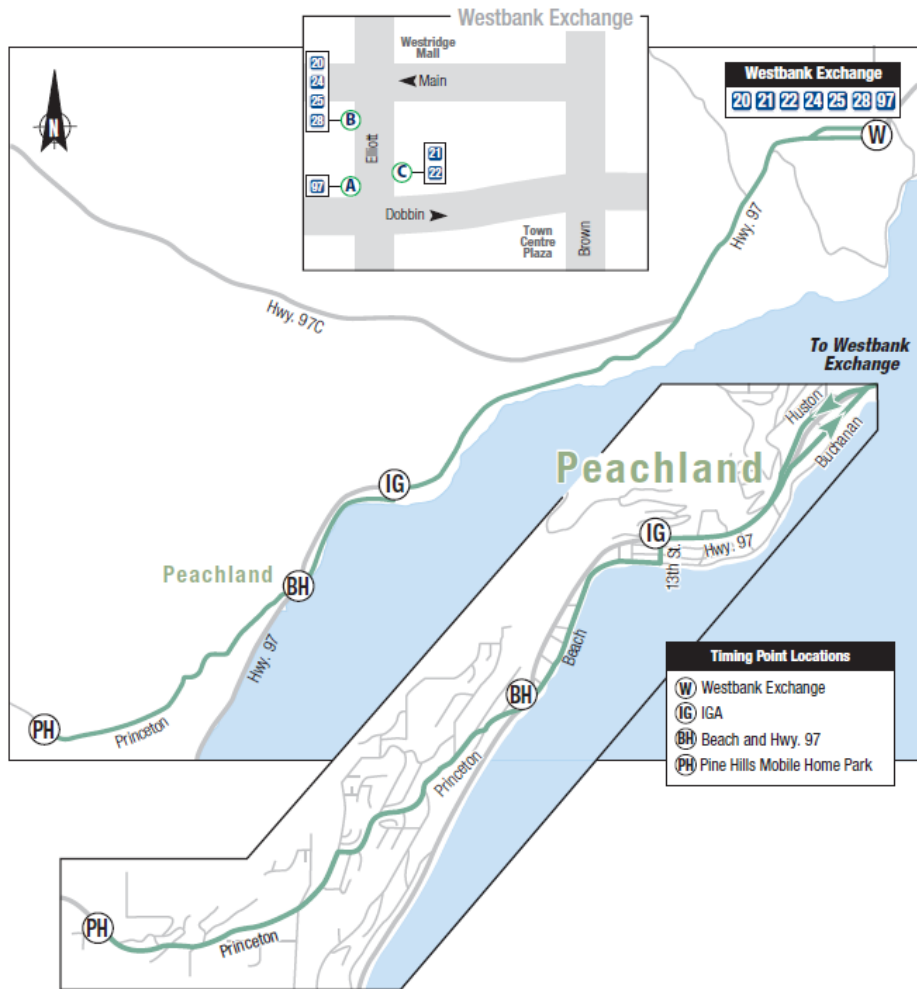 Westbank Exchange
Westridge
Mall
Main
20
24
25
28
B
Elliott
21
22
C
97
A
Dobbin
Town
Centre
Plaza
Brown
N
Westbank Exchange
20 21 22 24 25 28 97
W
Hwy. 97
Hwy. 97C
To Westbank
Exchange
Huston
Buchanan
Peachland
IG
IG
Hwy. 97
13th St.
Peachland
BH
Hwy. 97
Beach
BH
PH
Princeton
Princeton
PH
Princeton
Timing Point Locations
W Westbank Exchange
IG IGA
BH Beach and Hwy. 97
PH Pine Hills Mobile Home Park